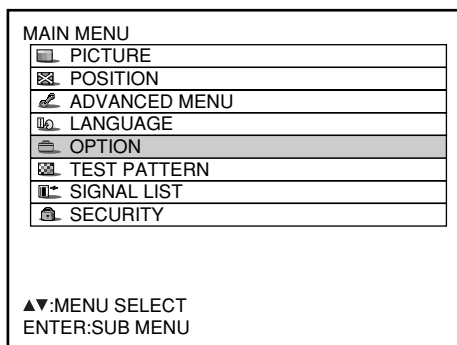 MAIN MENU
PICTURE
POSITION
ADVANCED MENU
LANGUAGE
OPTION
TEST PATTERN
SIGNAL LIST
SECURITY
▲▼:MENU SELECT
ENTER:SUB MENU